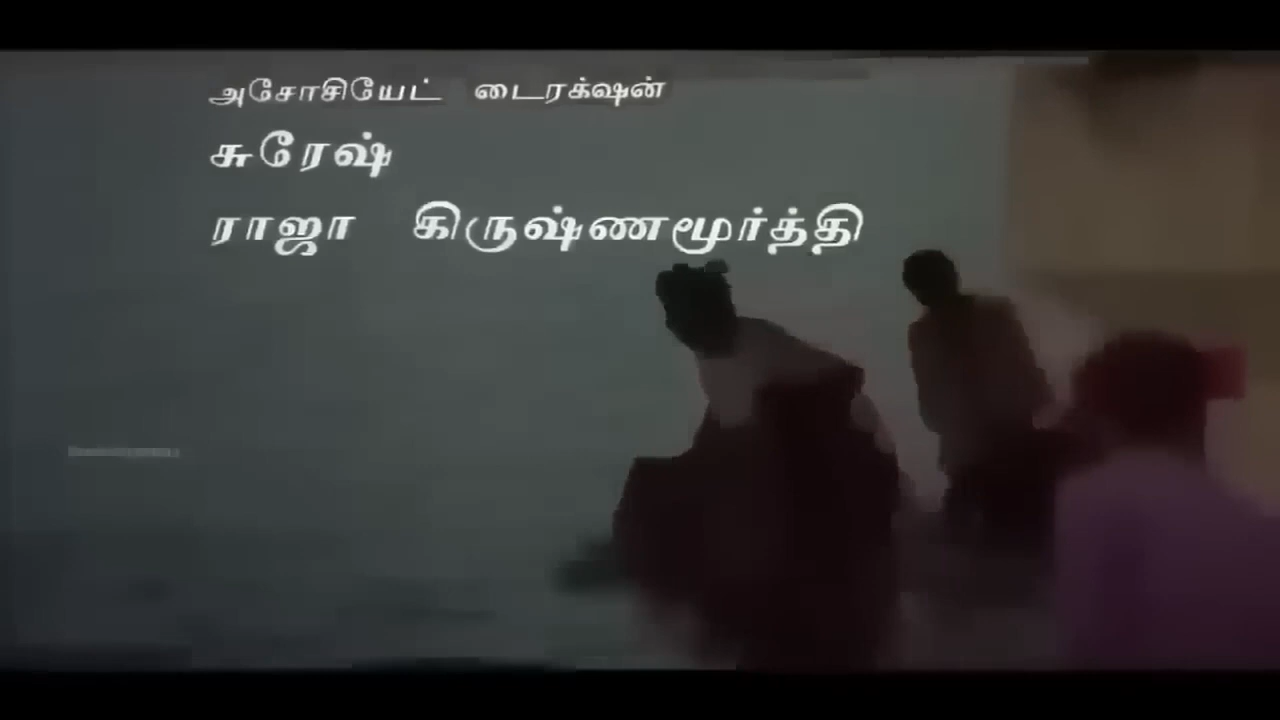 அசோசியேட் டைரக்ஷன்
சுரேஷ்
ராஜா கிருஷ்ணமூர்த்தி